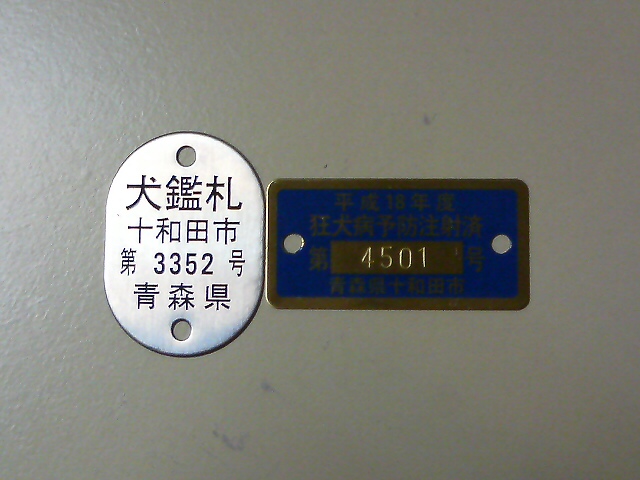 犬鑑札
十和田市
第 3352 号
青森県
平成18年度
狂犬病予防注射済
第 4501 号
青森県十和田市